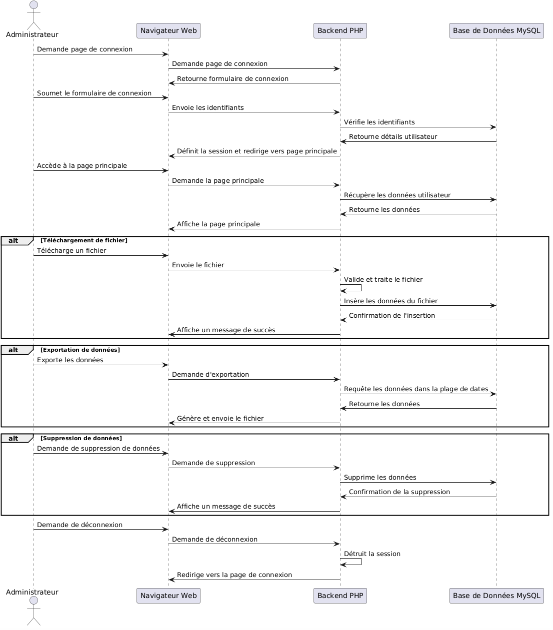 Administrateur
Navigateur Web
Backend PHP
Base de Données MySQL
Demande page de connexion
Demande page de connexion
Retourne formulaire de connexion
Soumet le formulaire de connexion
Envoie les identifiants
Vérifie les identifiants
Retourne détails utilisateur
Définit la session et redirige vers page principale
Accède à la page principale
Demande la page principale
Récupère les données utilisateur
Retourne les données
Affiche la page principale
alt [Téléchargement de fichier]
Télécharge un fichier
Envoie le fichier
Valide et traite le fichier
Insère les données du fichier
Confirmation de l'insertion
Affiche un message de succès
alt [Exportation de données]
Exporte les données
Demande d'exportation
Requête les données dans la plage de dates
Retourne les données
Génère et envoie le fichier
alt [Suppression de données]
Demande de suppression de données
Demande de suppression
Supprime les données
Confirmation de la suppression
Affiche un message de succès
Demande de déconnexion
Demande de déconnexion
Détruit la session
Redirige vers la page de connexion
Administrateur
Navigateur Web
Backend PHP
Base de Données MySQL